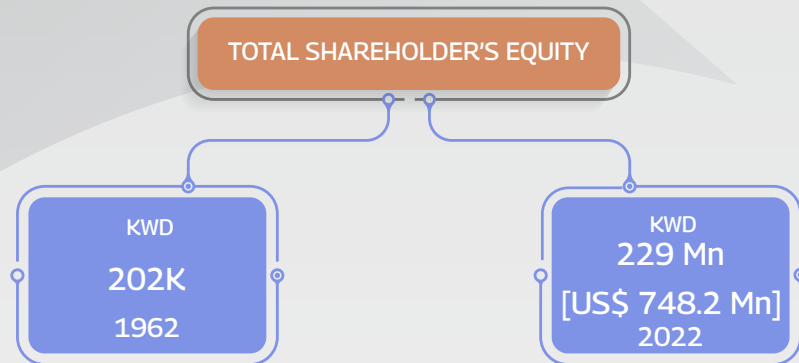 TOTAL SHAREHOLDER'S EQUITY
KWD
202K
1962
KWD
229 Mn
[US$ 748.2 Mn]
2022